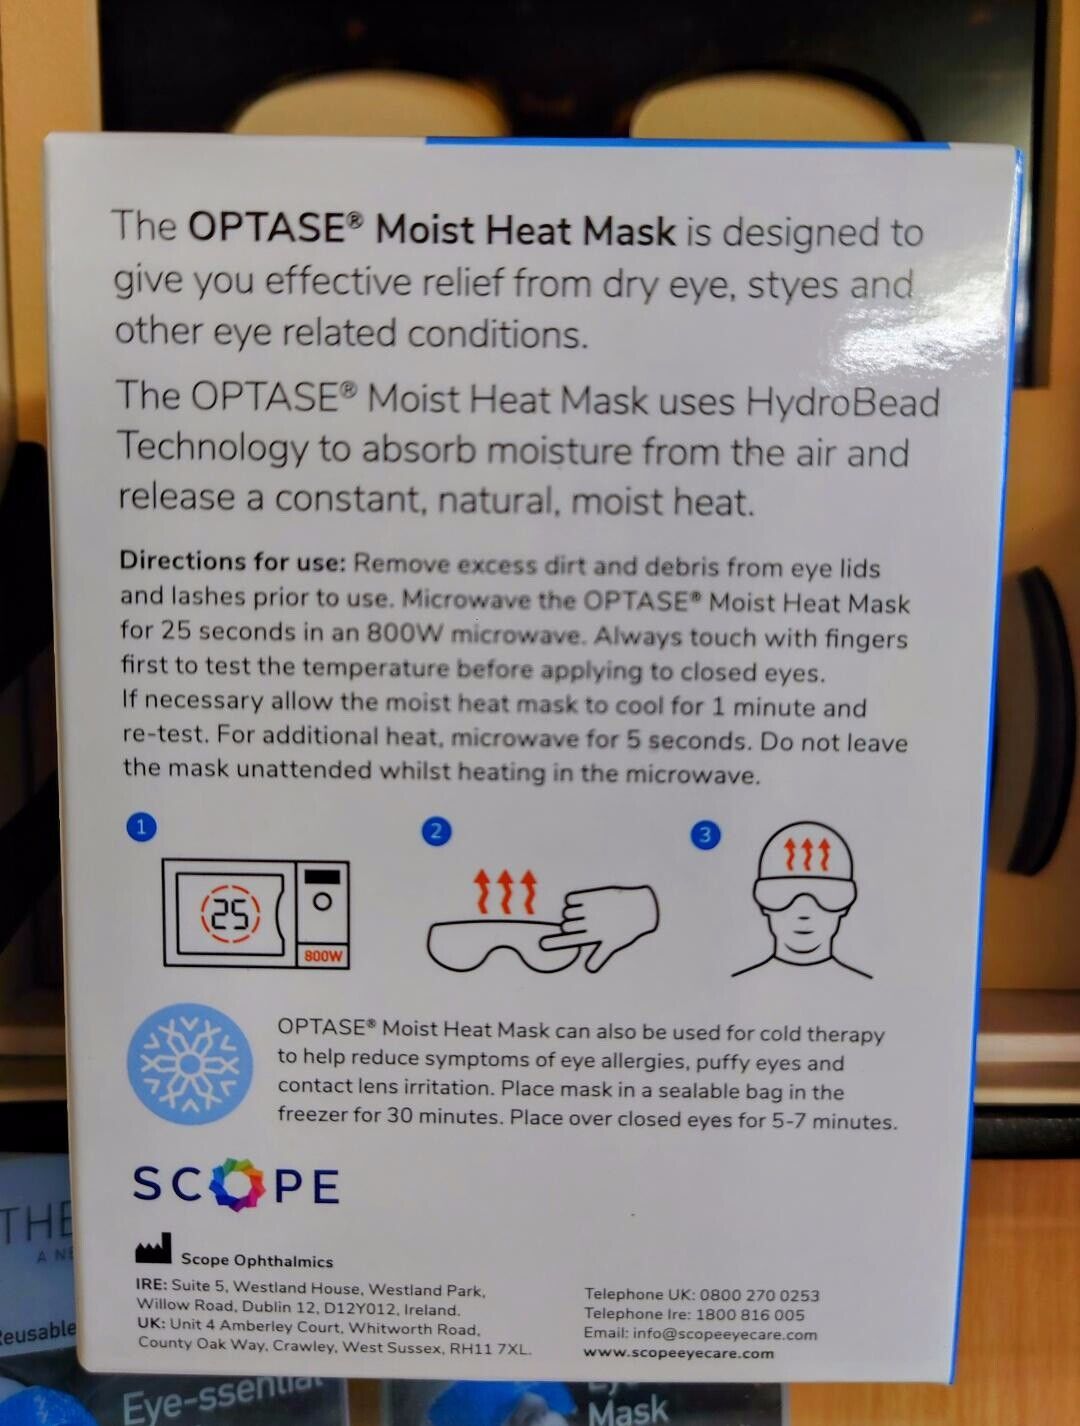 The OPTASE® Moist Heat Mask is designed to
give you effective relief from dry eye, styes and
other eye related conditions.
The OPTASE® Moist Heat Mask uses HydroBead
Technology to absorb moisture from the air and
release a constant, natural, moist heat.
Directions for use: Remove excess dirt and debris from eye lids
and lashes prior to use. Microwave the OPTASE® Moist Heat Mask
for 25 seconds in an 800W microwave. Always touch with fingers
first to test the temperature before applying to closed eyes.
If necessary allow the moist heat mask to cool for 1 minute and
re-test. For additional heat, microwave for 5 seconds. Do not leave
the mask unattended whilst heating in the microwave.
1
2
3
25
800W
OPTASE® Moist Heat Mask can also be used for cold therapy
to help reduce symptoms of eye allergies, puffy eyes and
contact lens irritation. Place mask in a sealable bag in the
freezer for 30 minutes. Place over closed eyes for 5-7 minutes.
SCOPE
Scope Ophthalmics
IRE: Suite 5, Westland House, Westland Park,
Willow Road, Dublin 12, D12Y012, Ireland.
UK: Unit 4 Amberley Court, Whitworth Road,
County Oak Way, Crawley, West Sussex, RH11 7XL.
Telephone UK: 0800 270 0253
Telephone Ire: 1800 816 005
Email: info@scopeeyecare.com
www.scopeeyecare.com
THE
A
Eye-ssential
Mask